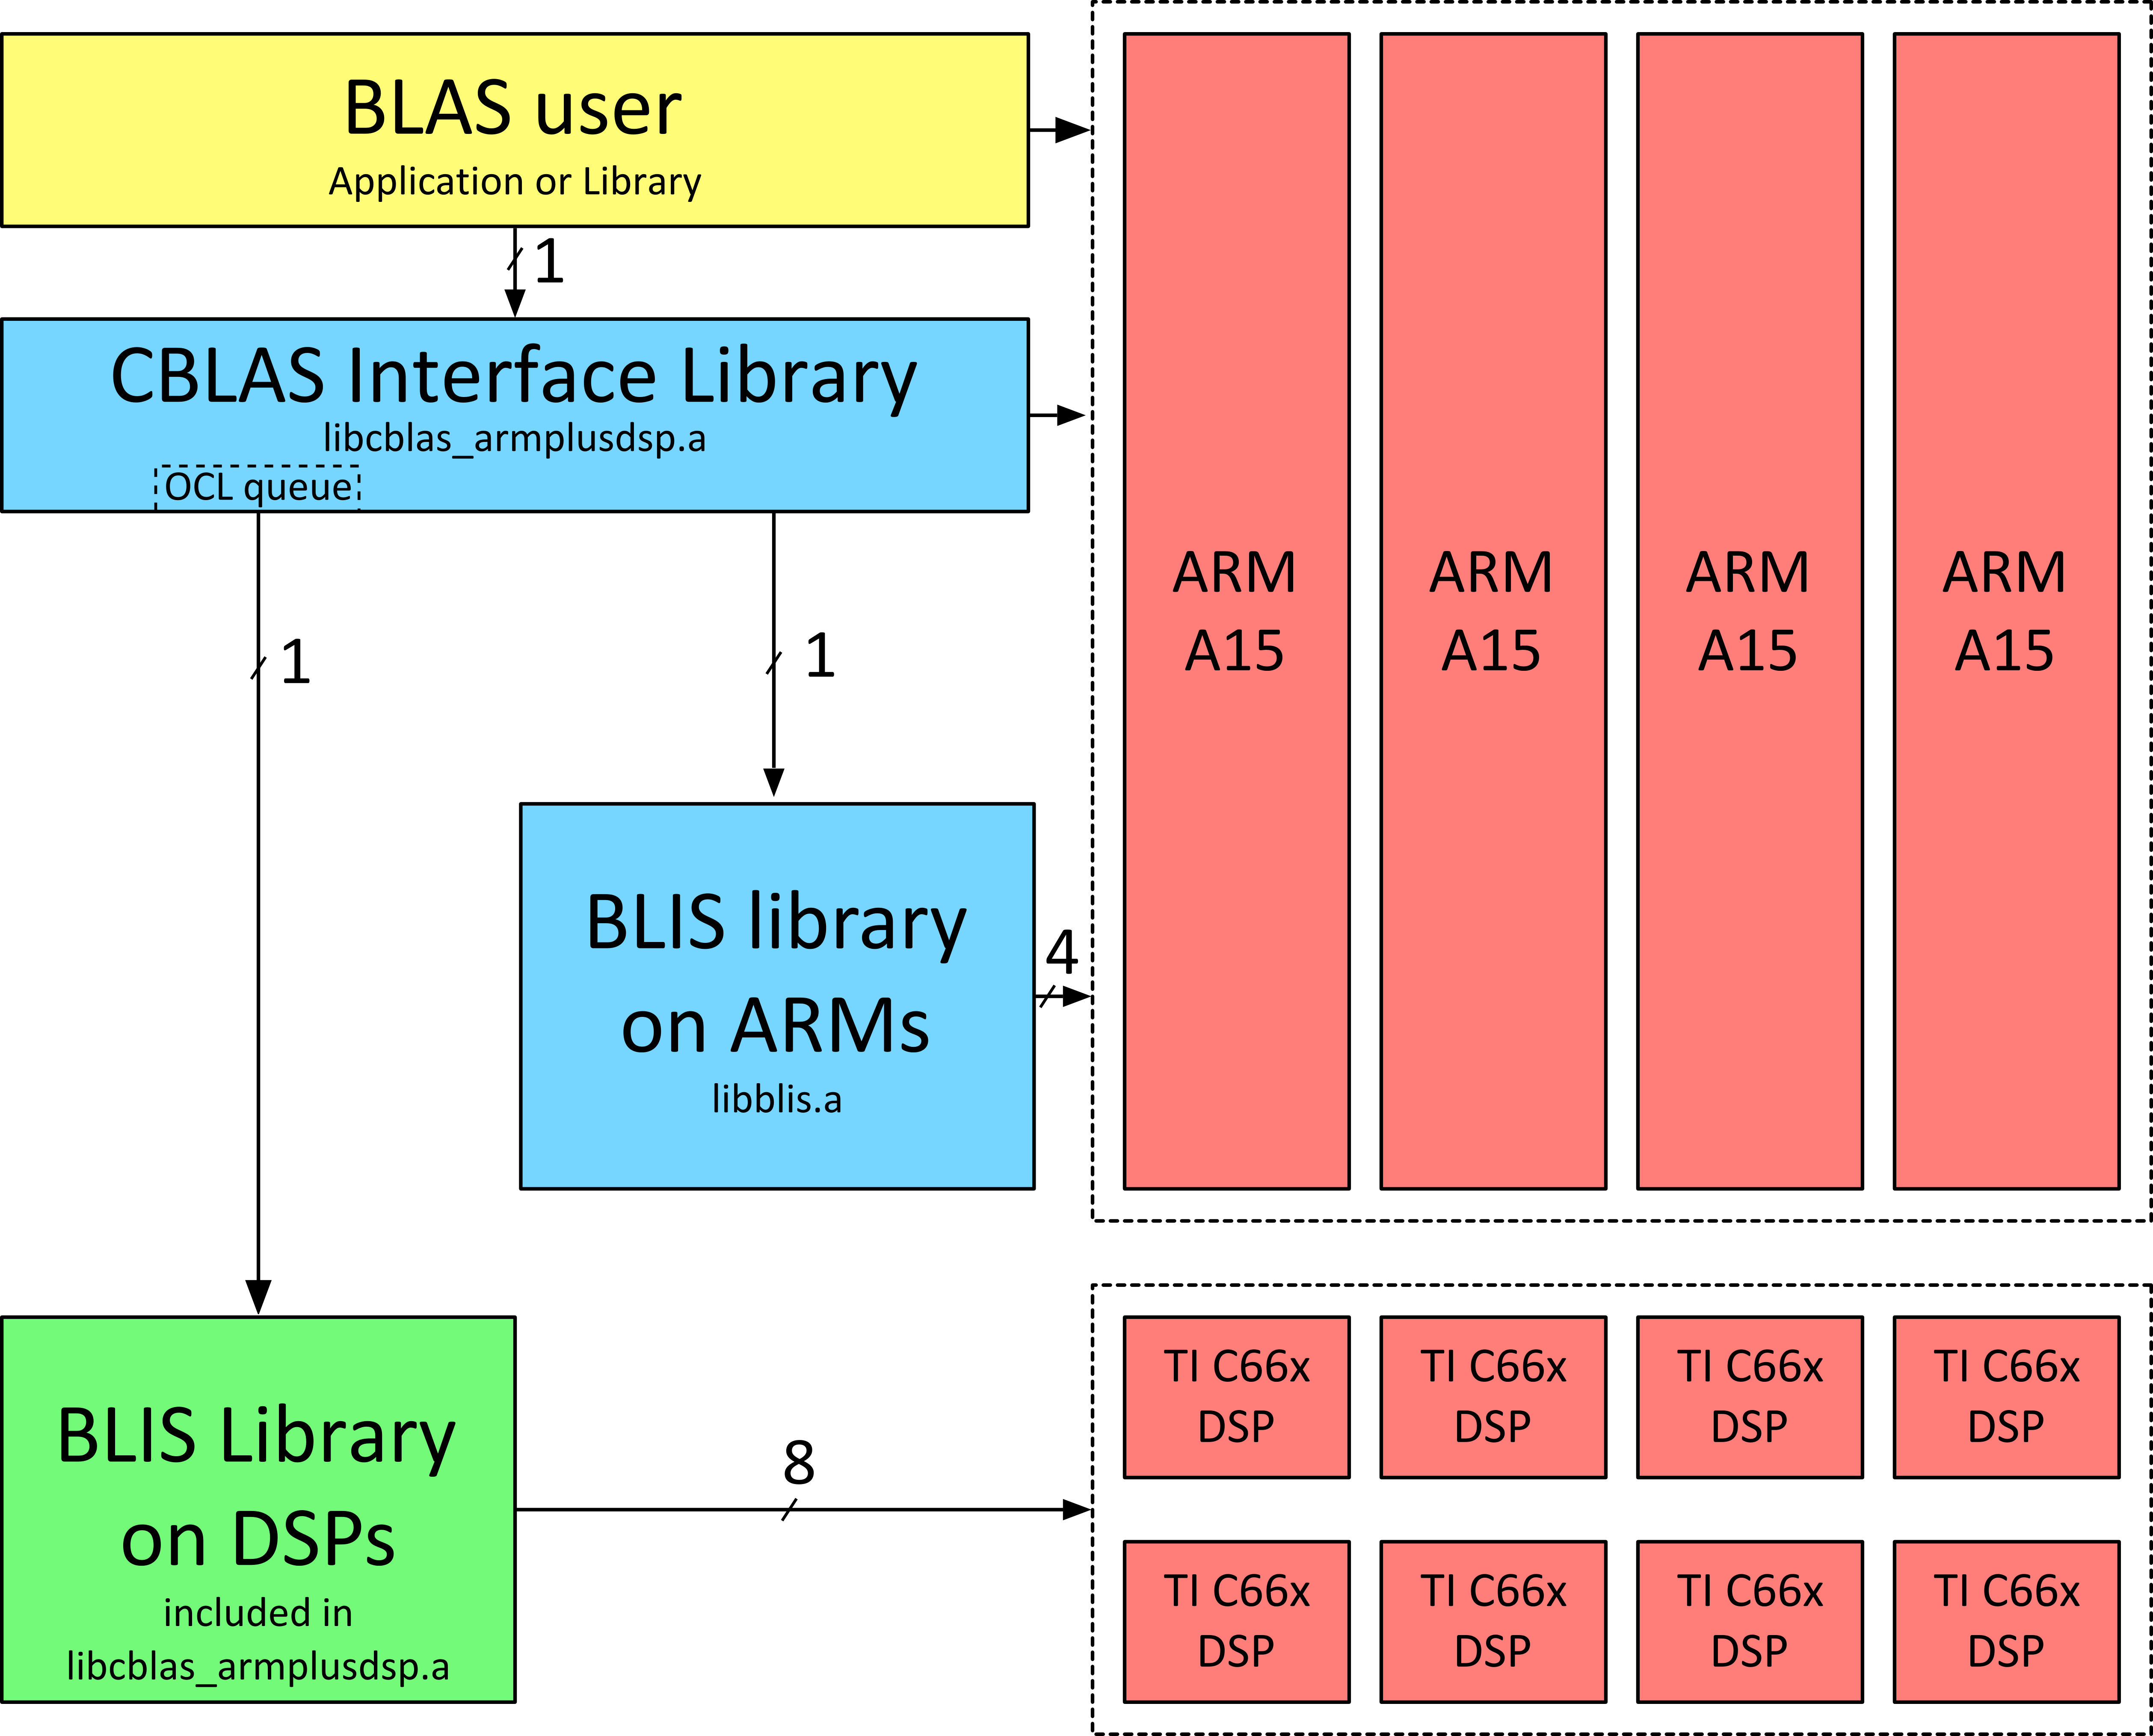 BLAS user
Application or Library
1
CBLAS Interface Library
libcblas_armplusdsp.a
OCL queue
1
1
BLIS library
on ARMs
libblis.a
4
ARM
A15
ARM
A15
ARM
A15
ARM
A15
BLIS Library
on DSPs
included in
libcblas_armplusdsp.a
8
TI C66x
DSP
TI C66x
DSP
TI C66x
DSP
TI C66x
DSP
TI C66x
DSP
TI C66x
DSP
TI C66x
DSP
TI C66x
DSP